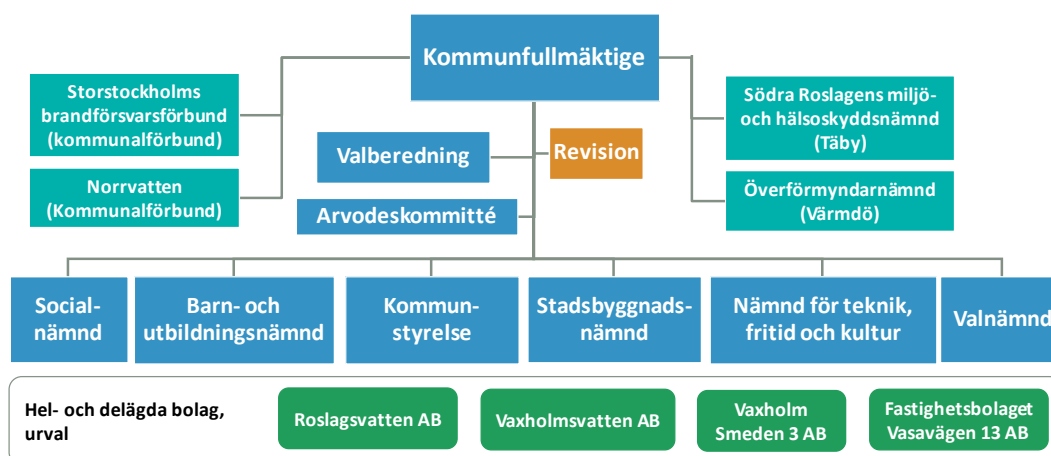 Kommunfullmäktige
Storstockholms
brandförsvarsförbund
(kommunalförbund)
Norrvatten
(Kommunalförbund)
Södra Roslagens miljö-
och hälsoskyddsnämnd
(Täby)
Överförmyndarnämnd
(Värmdö)
Valberedning
Revision
Arvodeskommitté
Social-
nämnd
Barn- och
utbildningsnämnd
Kommun-
styrelse
Stadsbyggnads-
nämnd
Nämnd för teknik,
fritid och kultur
Valnämnd
Hel- och delägda bolag,
urval
Roslagsvatten AB
Vaxholmsvatten AB
Vaxholm
Smeden 3 AB
Fastighetsbolaget
Vasavägen 13 AB